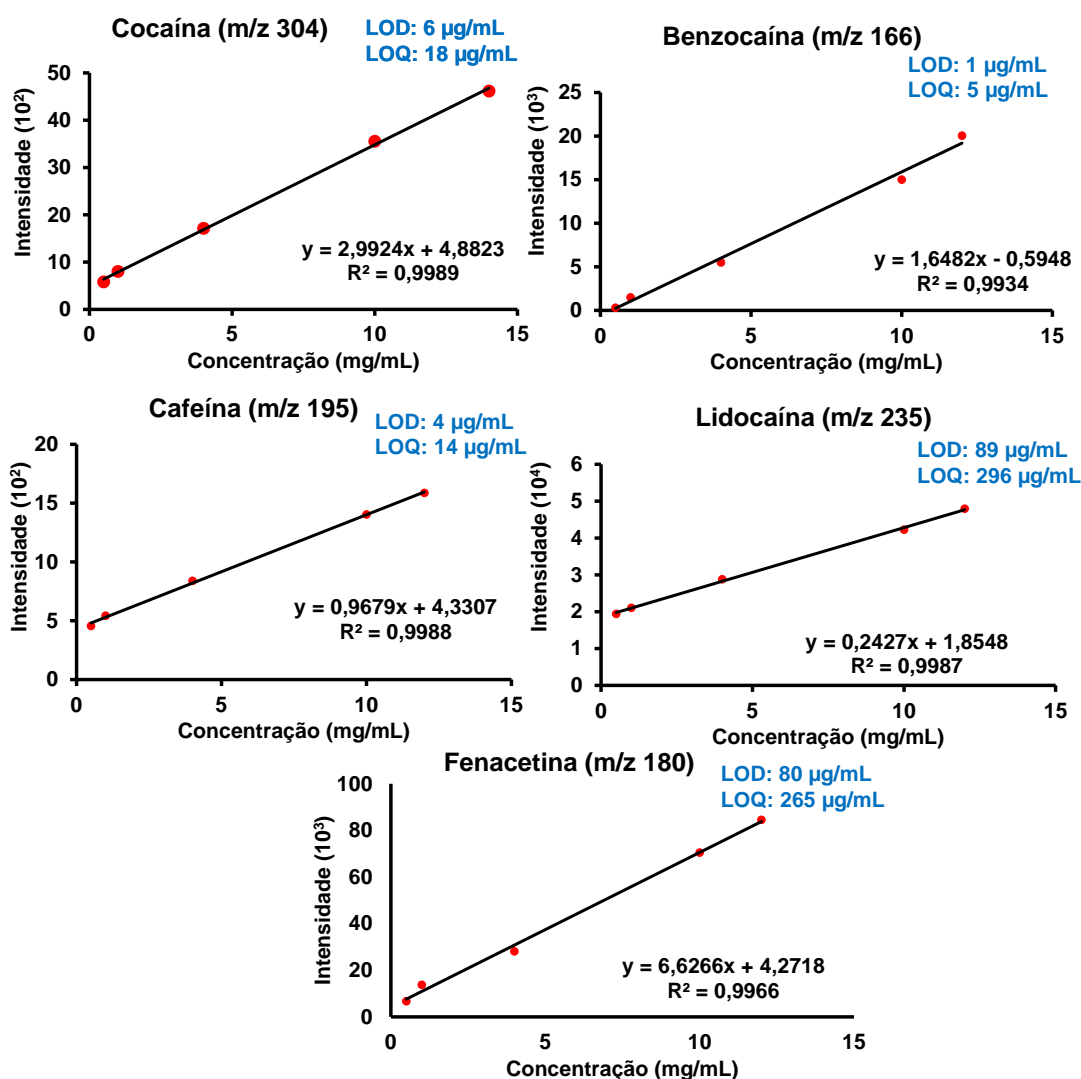 Cocaína (m/z 304)
LOD: 6 µg/mL
LOQ: 18 µg/mL
Intensidade (10²)
50
40
30
20
10
0
y = 2,9924x + 4,8823
R² = 0,9989
0 5 10 15
Concentração (mg/mL)
Benzocaína (m/z 166)
LOD: 1 µg/mL
LOQ: 5 µg/mL
Intensidade (10³)
25
20
15
10
5
0
y = 1,6482x - 0,5948
R² = 0,9934
0 5 10 15
Concentração (mg/mL)
Cafeína (m/z 195)
LOD: 4 µg/mL
LOQ: 14 µg/mL
Intensidade (10²)
20
15
10
5
0
y = 0,9679x + 4,3307
R² = 0,9988
0 5 10 15
Concentração (mg/mL)
Lidocaína (m/z 235)
LOD: 89 µg/mL
LOQ: 296 µg/mL
Intensidade (10⁴)
6
5
4
3
2
1
0
y = 0,2427x + 1,8548
R² = 0,9987
0 5 10 15
Concentração (mg/mL)
Fenacetina (m/z 180)
LOD: 80 µg/mL
LOQ: 265 µg/mL
Intensidade (10³)
100
80
60
40
20
0
y = 6,6266x + 4,2718
R² = 0,9966
0 5 10 15
Concentração (mg/mL)